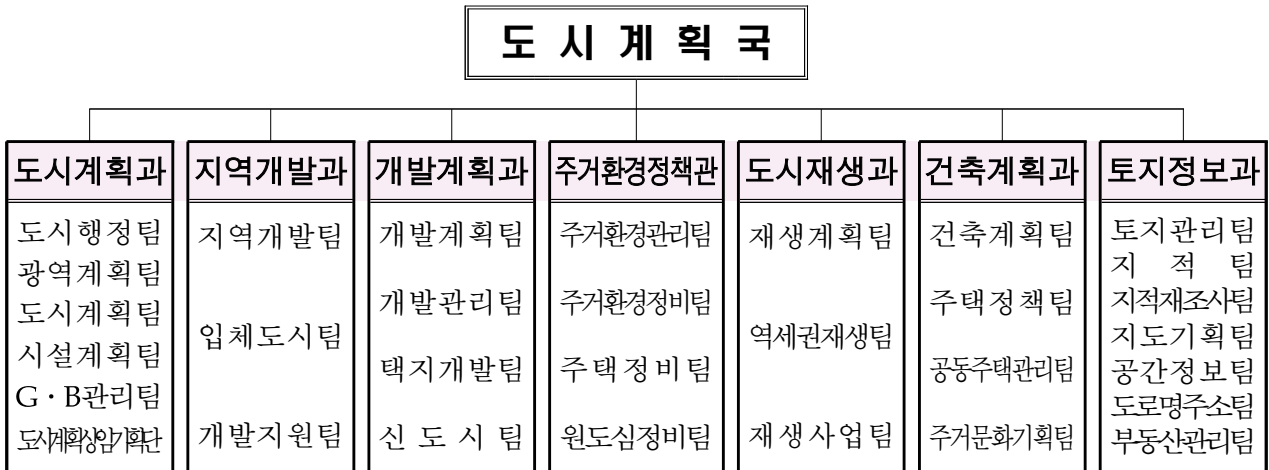 도 시 계 획 국
도시계획과
도시행정팀
광역계획팀
도시계획팀
시설계획팀
G·B관리팀
도시계획상임기획단
지역개발과
지역개발팀
입체도시팀
개발지원팀
개발계획과
개발계획팀
개발관리팀
택지개발팀
신 도 시 팀
주거환경정책관
주거환경관리팀
주거환경정비팀
주택정비팀
원도심정비팀
도시재생과
재생계획팀
역세권재생팀
재생사업팀
건축계획과
건축계획팀
주택정책팀
공동주택관리팀
주거문화기획팀
토지정보과
토지관리팀
지 적 팀
지적재조사팀
지도기획팀
공간정보팀
도로명주소팀
부동산관리팀